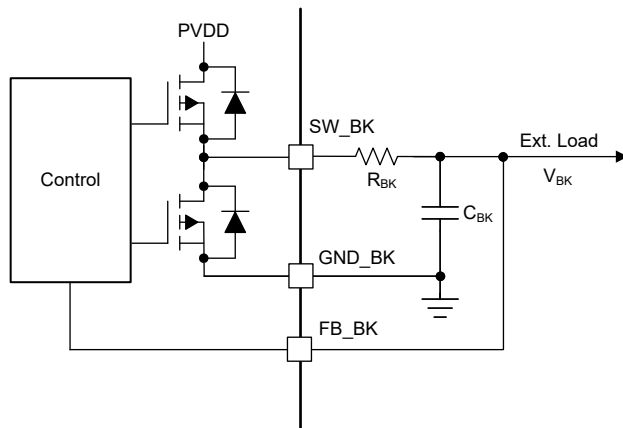 PVDD
SW_BK
Ext. Load
Control
R_BK
V_BK
C_BK
GND_BK
FB_BK